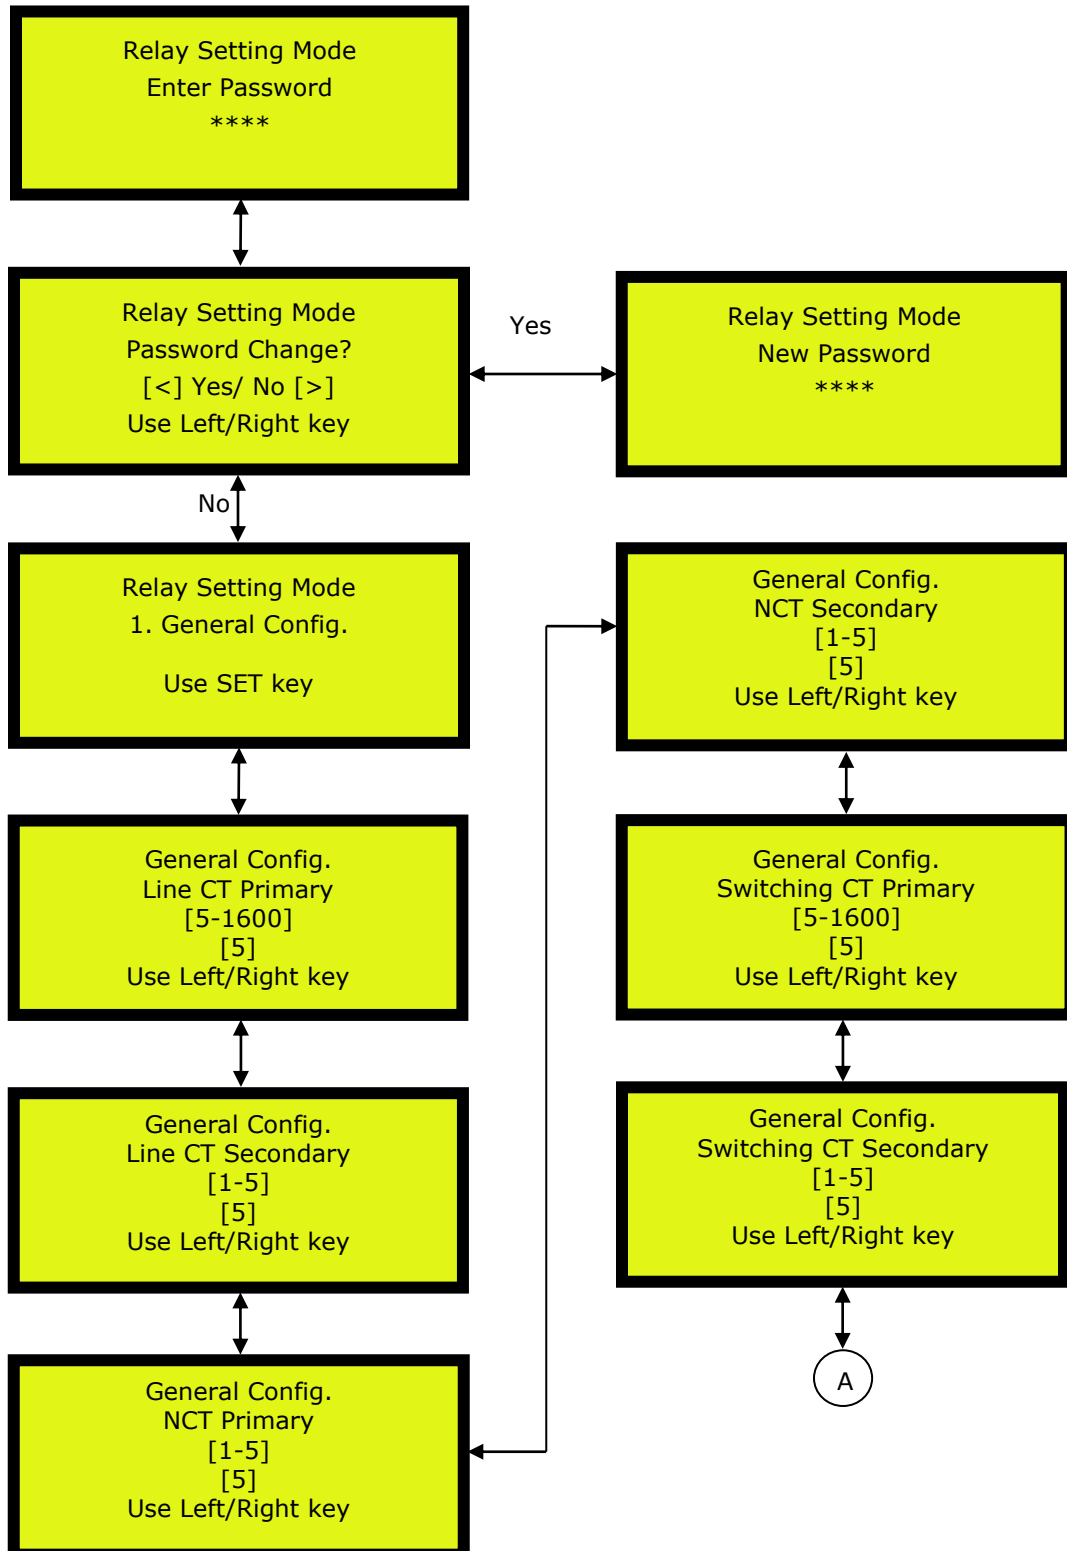 Relay Setting Mode
Enter Password
****
Relay Setting Mode
Password Change?
[<] Yes/ No [>]
Use Left/Right key
Yes
Relay Setting Mode
New Password
****
No
Relay Setting Mode
1. General Config.
Use SET key
General Config.
Line CT Primary
[5-1600]
[5]
Use Left/Right key
General Config.
Line CT Secondary
[1-5]
[5]
Use Left/Right key
General Config.
NCT Primary
[1-5]
[5]
Use Left/Right key
General Config.
NCT Secondary
[1-5]
[5]
Use Left/Right key
General Config.
Switching CT Primary
[5-1600]
[5]
Use Left/Right key
General Config.
Switching CT Secondary
[1-5]
[5]
Use Left/Right key
A